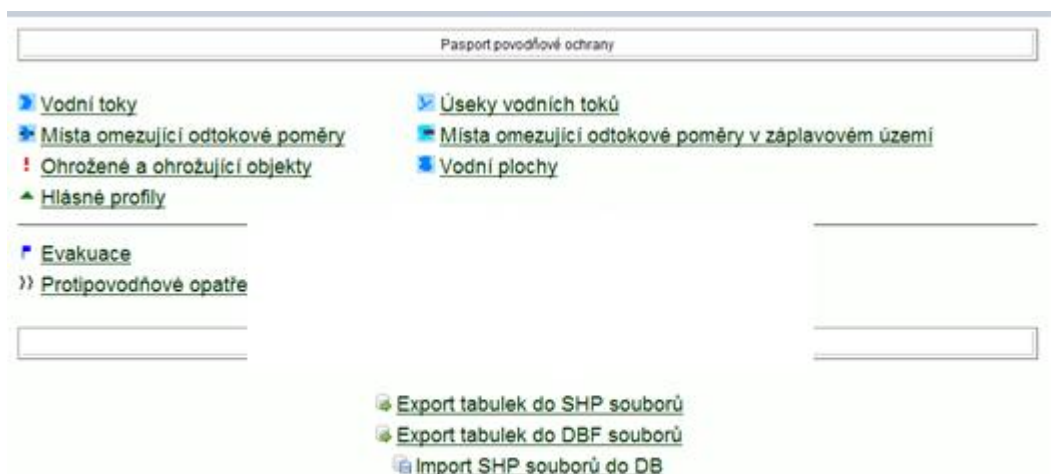 Pasport povodňové ochrany
Vodní toky
Úseky vodních toků
Místa omezující odtokové poměry
Místa omezující odtokové poměry v záplavovém území
Ohrožené a ohrožující objekty
Vodní plochy
Hlásné profily
Evakuace
Protipovodňové opatře
Export tabulek do SHP souborů
Export tabulek do DBF souborů
Import SHP souborů do DB